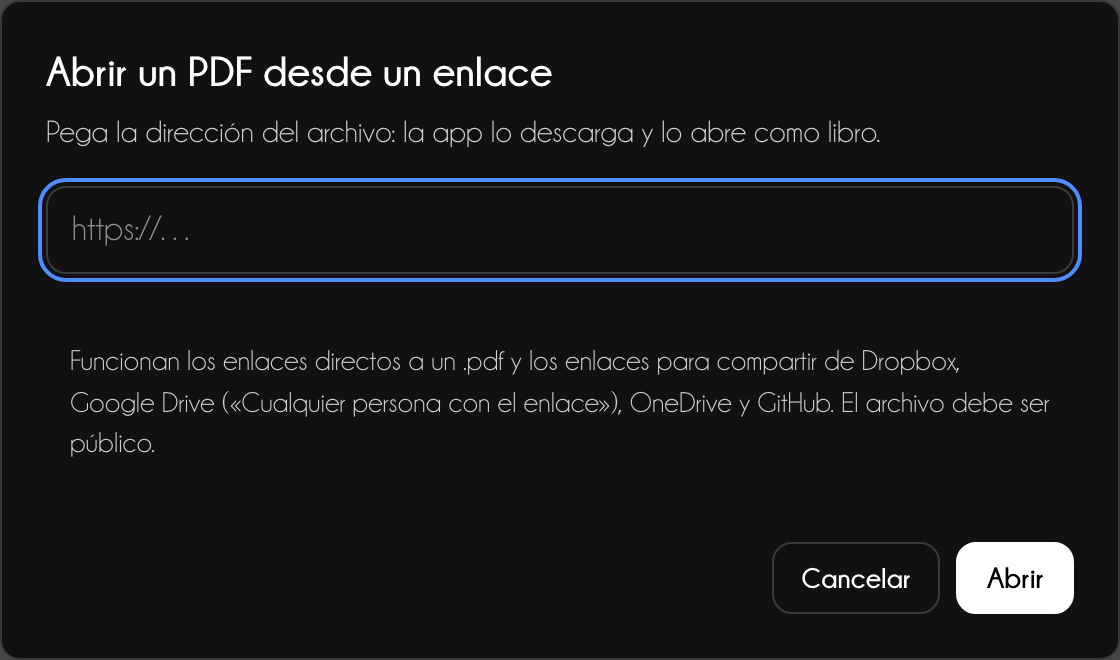 Abrir un PDF desde un enlace
Pega la dirección del archivo: la app lo descarga y lo abre como libro.
https://…
Funcionan los enlaces directos a un .pdf y los enlaces para compartir de Dropbox,
Google Drive («Cualquier persona con el enlace»), OneDrive y GitHub. El archivo debe ser
público.
Cancelar
Abrir